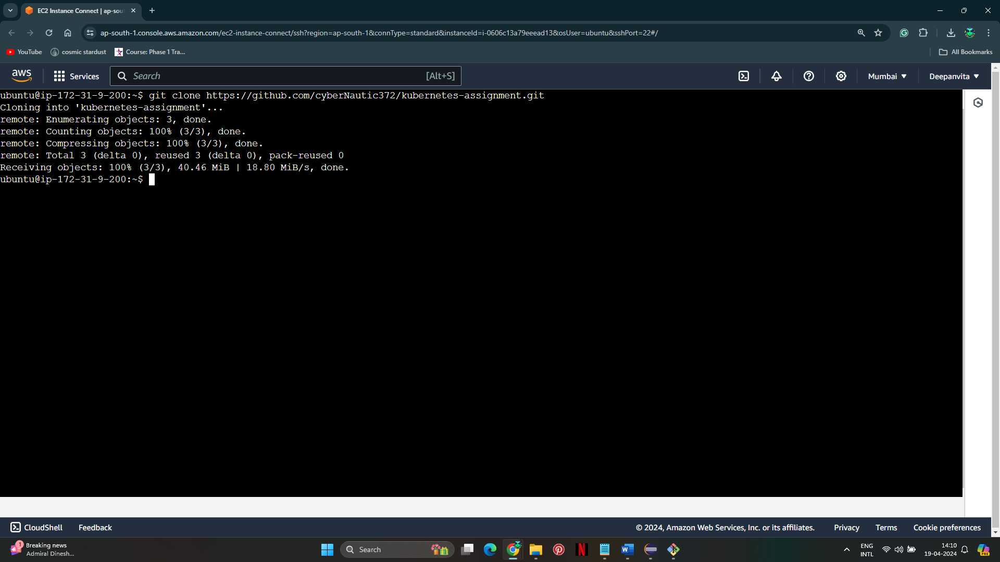 EC2 Instance Connect | ap-sou
ap-south-1.console.aws.amazon.com/ec2-instance-connect/ssh?region=ap-south-1&connType=standard&instanceId=i-0606c13a79eeead13&osUser=ubuntu&sshPort=22#/
YouTube cosmic stardust Course: Phase 1 Tra... All Bookmarks
aws Services Search [Alt+S] Mumbai Deepanvita
ubuntu@ip-172-31-9-200:~$ git clone https://github.com/cyberNautic372/kubernetes-assignment.git
Cloning into 'kubernetes-assignment'...
remote: Enumerating objects: 3, done.
remote: Counting objects: 100% (3/3), done.
remote: Compressing objects: 100% (3/3), done.
remote: Total 3 (delta 0), reused 3 (delta 0), pack-reused 0
Receiving objects: 100% (3/3), 40.46 MiB | 18.80 MiB/s, done.
ubuntu@ip-172-31-9-200:~$
CloudShell Feedback © 2024, Amazon Web Services, Inc. or its affiliates. Privacy Terms Cookie preferences
1 Breaking news
Admiral Dinesh...
Search
ENG
INTL
14:10
19-04-2024
PRE